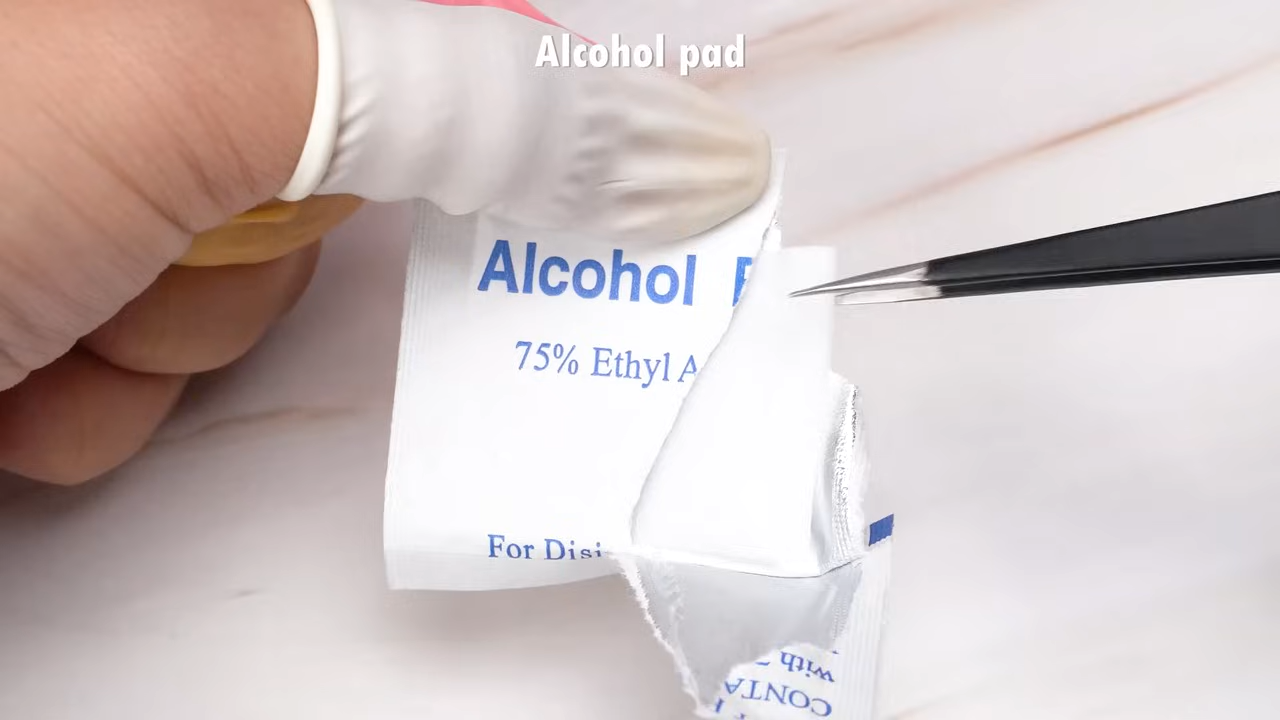 Alcohol pad
Alcohol
75% Ethyl A
For Disi
with
CONTA